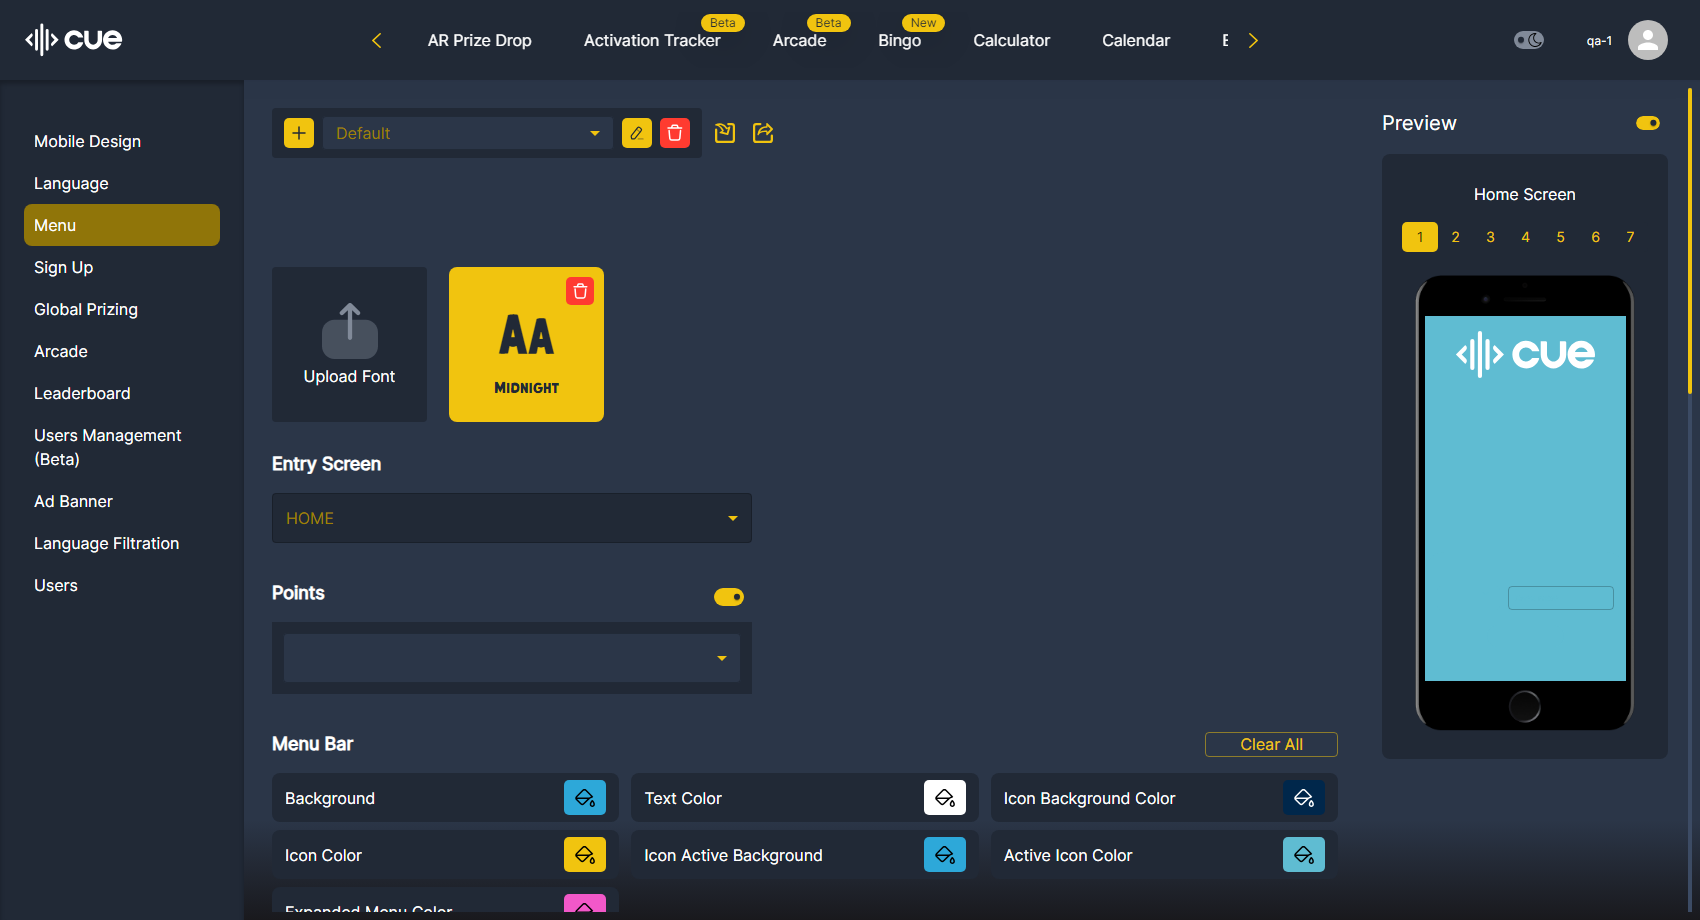 cue
AR Prize Drop
Activation Tracker
Beta
Arcade
Beta
Bingo
New
Calculator
Calendar
qa-1
Mobile Design
Language
Menu
Sign Up
Global Prizing
Arcade
Leaderboard
Users Management
(Beta)
Ad Banner
Language Filtration
Users
Default
Upload Font
AA
MIDNIGHT
Entry Screen
HOME
Points
Menu Bar
Clear All
Background
Text Color
Icon Background Color
Icon Color
Icon Active Background
Active Icon Color
Expanded Menu Color
Preview
Home Screen
1 2 3 4 5 6 7
cue